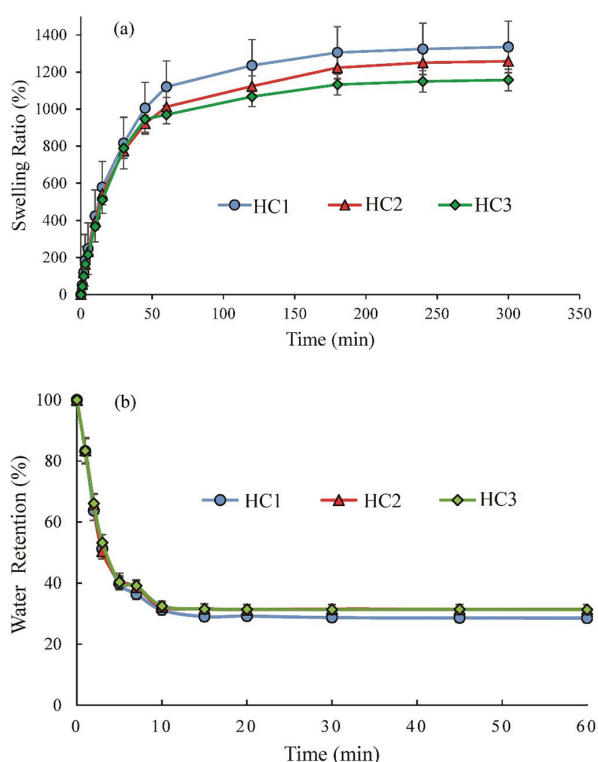 (a)
Swelling Ratio (%)
1400
1200
1000
800
600
400
200
0
HC1 HC2 HC3
0 50 100 150 200 250 300 350
Time (min)
(b)
Water Retention (%)
100
80
60
40
20
0
HC1 HC2 HC3
0 10 20 30 40 50 60
Time (min)